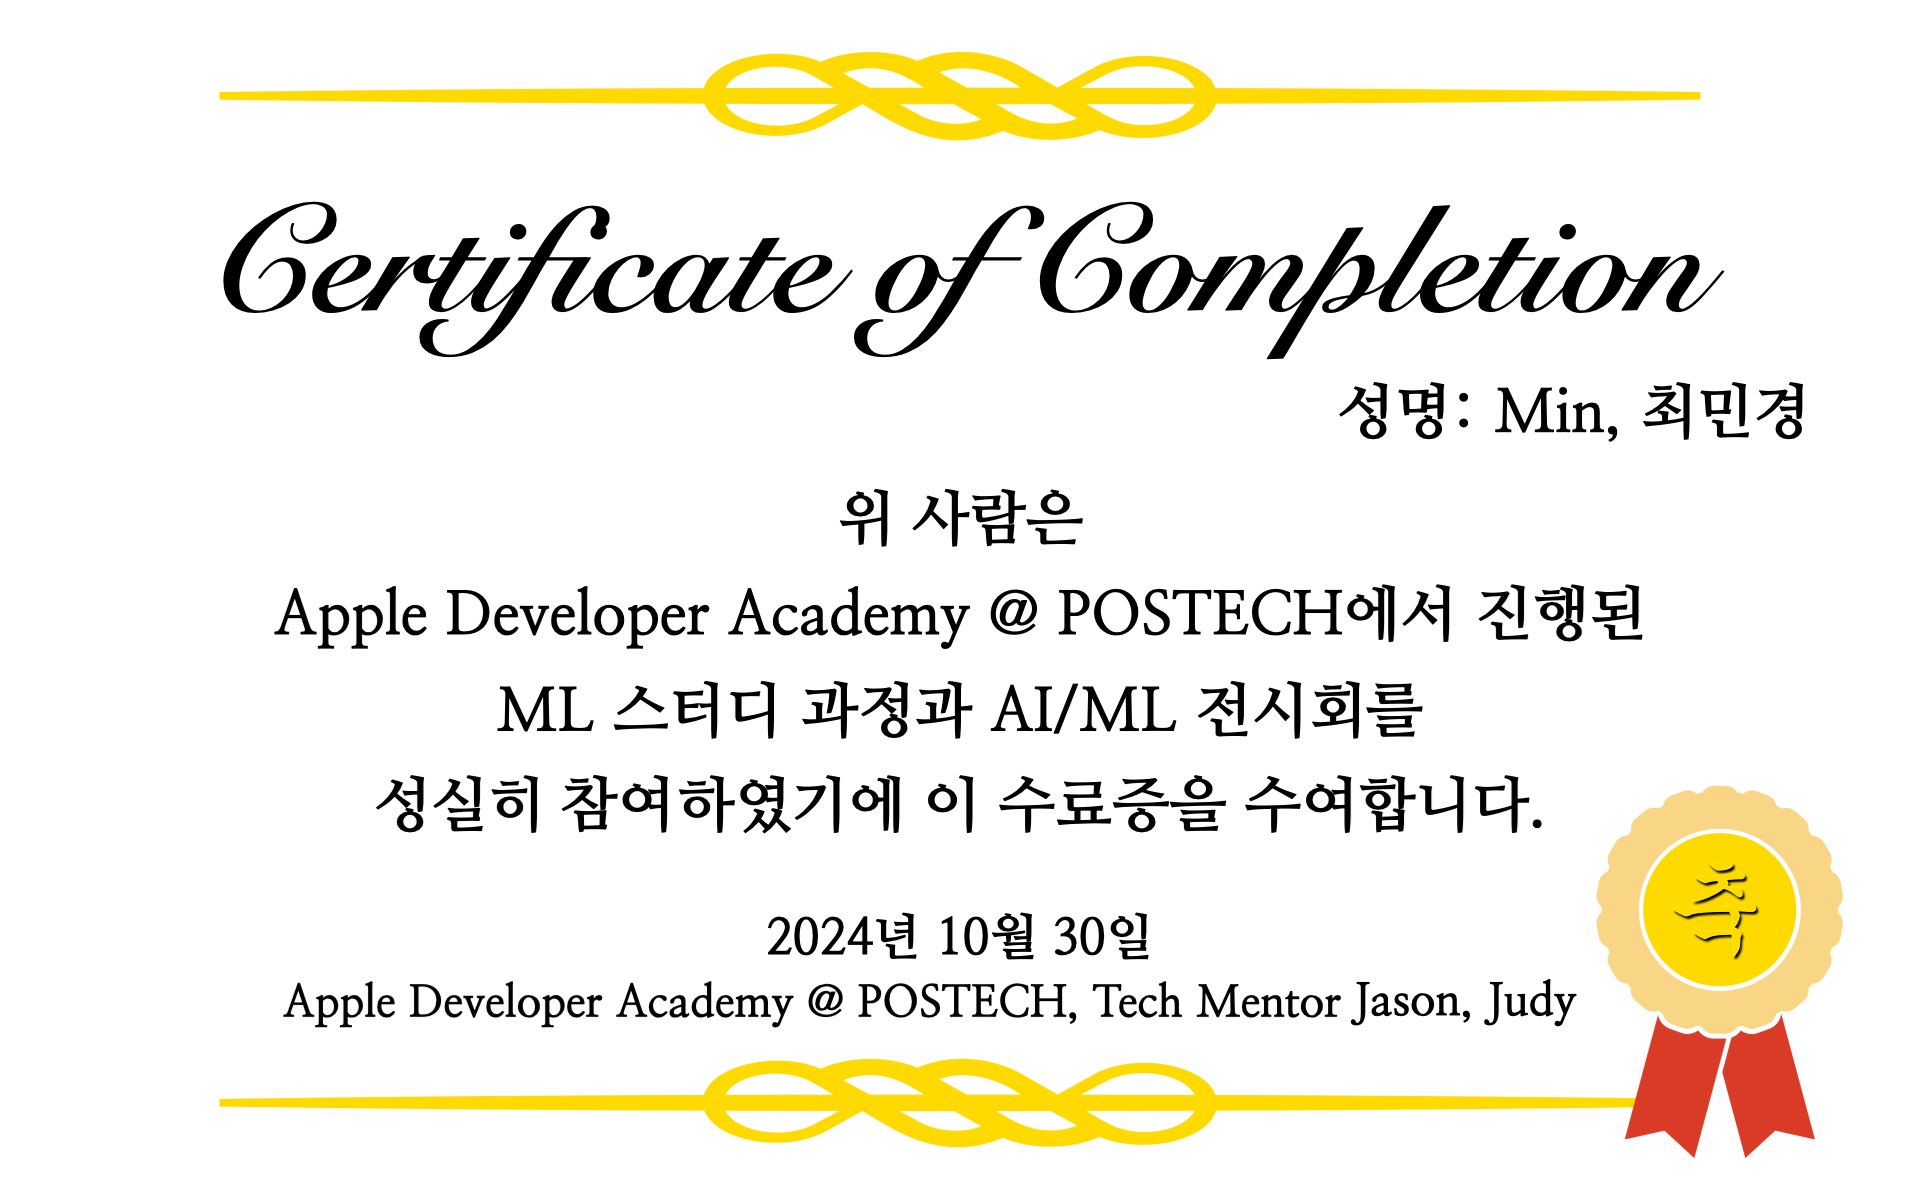 Certificate of Completion
성명: Min, 최민경
위 사람은
Apple Developer Academy @ POSTECH에서 진행된
ML 스터디 과정과 AI/ML 전시회를
성실히 참여하였기에 이 수료증을 수여합니다.
2024년 10월 30일
Apple Developer Academy @ POSTECH, Tech Mentor Jason, Judy
축